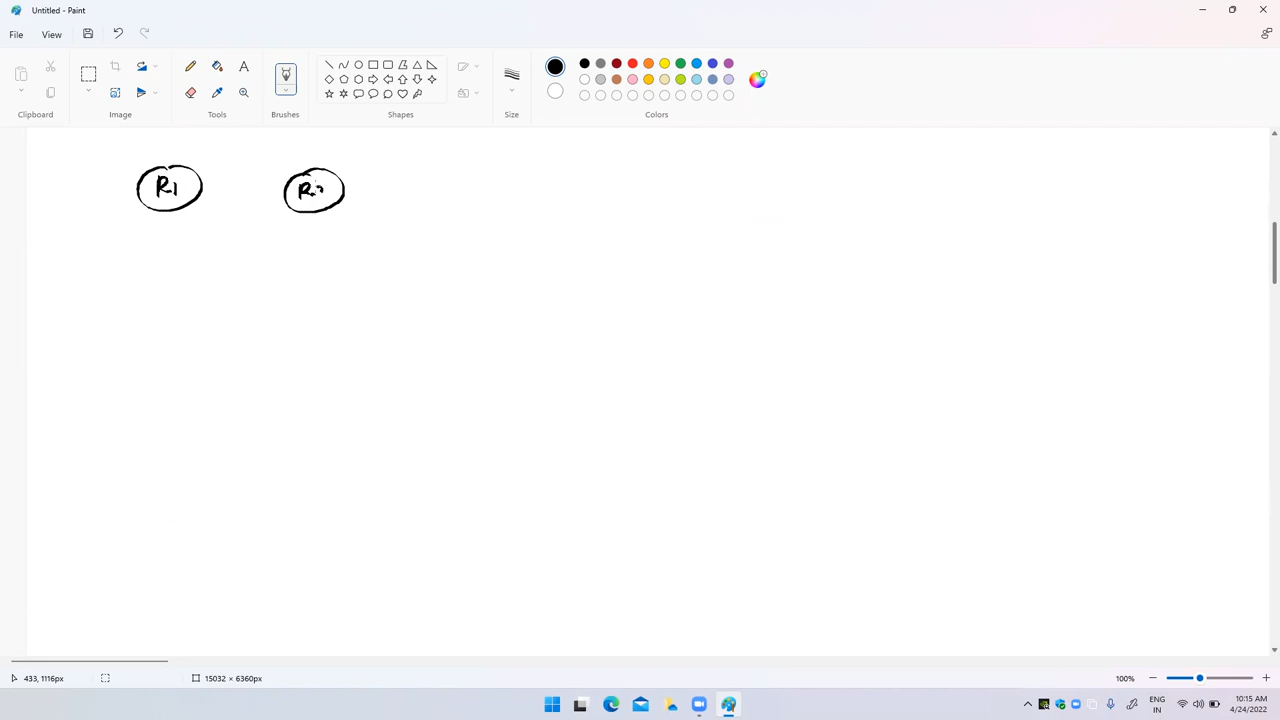 Untitled - Paint
File View
Clipboard Image Tools Brushes Shapes Size Colors
R1 R2
433, 1116px 15032 × 6360px 100%
ENG
IN
10:15 AM
4/24/2022